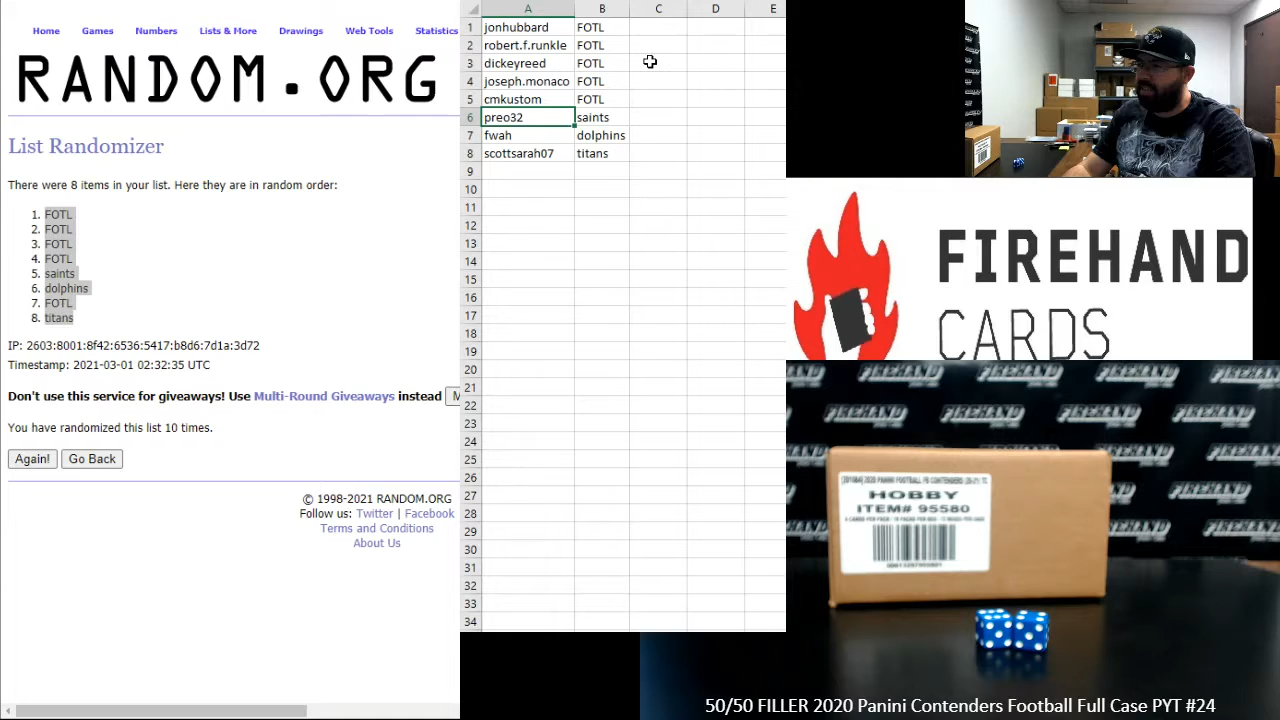 Home Games Numbers Lists & More Drawings Web Tools Statistics
RANDOM.ORG
List Randomizer
There were 8 items in your list. Here they are in random order:
1. FOTL
2. FOTL
3. FOTL
4. FOTL
5. saints
6. dolphins
7. FOTL
8. titans
IP: 2603:8001:8f42:6536:5417:b8d6:7d1a:3d72
Timestamp: 2021-03-01 02:32:35 UTC
Don't use this service for giveaways! Use Multi-Round Giveaways instead M
You have randomized this list 10 times.
Again! Go Back
© 1998-2021 RANDOM.ORG
Follow us: Twitter | Facebook
Terms and Conditions
About Us
A B C D E
1 jonhubbard FOTL
2 robert.f.runkle FOTL
3 dickeyreed FOTL
4 joseph.monaco FOTL
5 cmkustom FOTL
6 preo32 saints
7 fwah dolphins
8 scottsarah07 titans
9
10
11
12
13
14
15
16
17
18
19
20
21
22
23
24
25
26
27
28
29
30
31
32
33
34
FIREHAND
CARDS
FIREHAND
FIREHAND
FIREHAND
FIREHAND
HOBBY
ITEM# 95580
50/50 FILLER 2020 Panini Contenders Football Full Case PYT #24